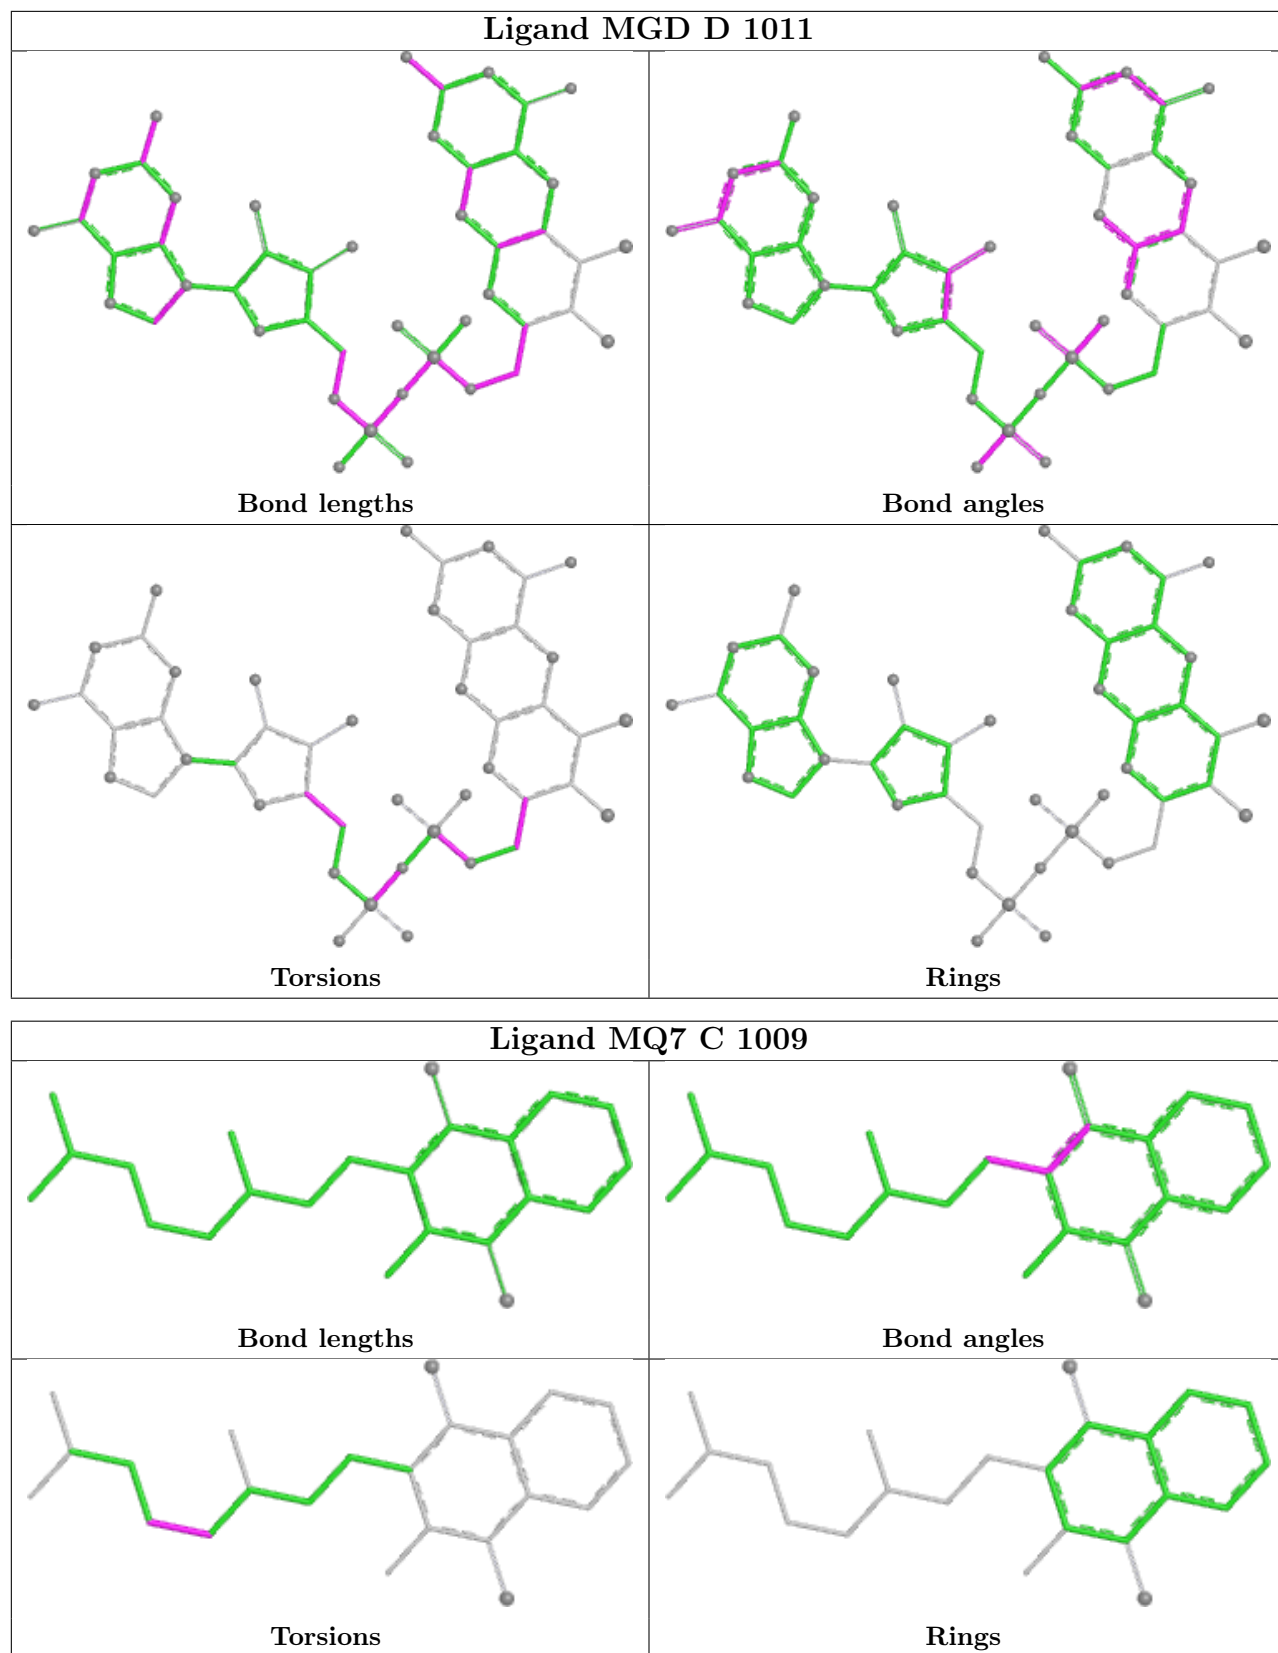 Ligand MGD D 1011
Bond lengths
Bond angles
Torsions
Rings
Ligand MQ7 C 1009
Bond lengths
Bond angles
Torsions
Rings